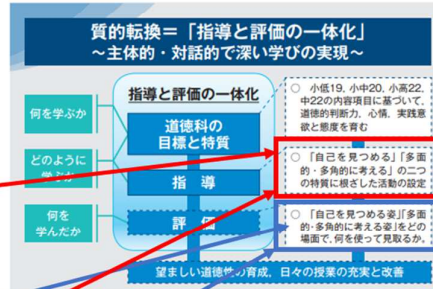 質的転換＝「指導と評価の一体化」
～主体的・対話的で深い学びの実現～
何を学ぶか
どのように
学ぶか
何を
学んだか
指導と評価の一体化
道徳科の
目標と特質
指 導
評 価
○ 小低19, 小中20, 小高22,
中22の内容項目に基づいて,
道徳的判断力、心情、実践意
欲と態度を育む
○ 「自己を見つめる」「多面
的・多角的に考える」の二つ
の特質に根ざした活動の設定
○ 「自己を見つめる姿」「多面
的・多角的に考える姿」をどの
場面で, 何を使って見取るか。
望ましい道徳性の育成、日々の授業の充実と改善